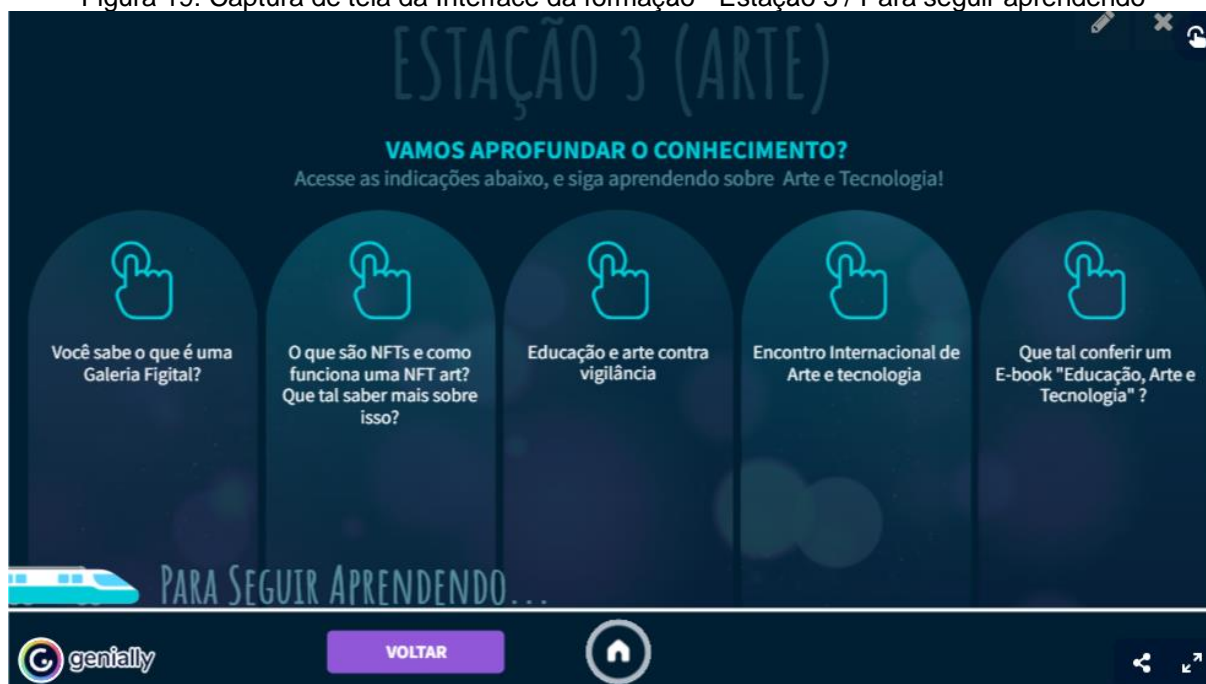 Figura 19: Captura de tela da Interface da formação - Estação 3 / Para seguir aprendendo
ESTAÇÃO 3 (ARTE)
VAMOS APROFUNDAR O CONHECIMENTO?
Acesse as indicações abaixo, e siga aprendendo sobre Arte e Tecnologia!
Você sabe o que é uma
Galeria Figital?
O que são NFTs e como
funciona uma NFT art?
Que tal saber mais sobre
isso?
Educação e arte contra
vigilância
Encontro Internacional de
Arte e tecnologia
Que tal conferir um
E-book "Educação, Arte e
Tecnologia" ?
PARA SEGUIR APRENDENDO...
genially
VOLTAR